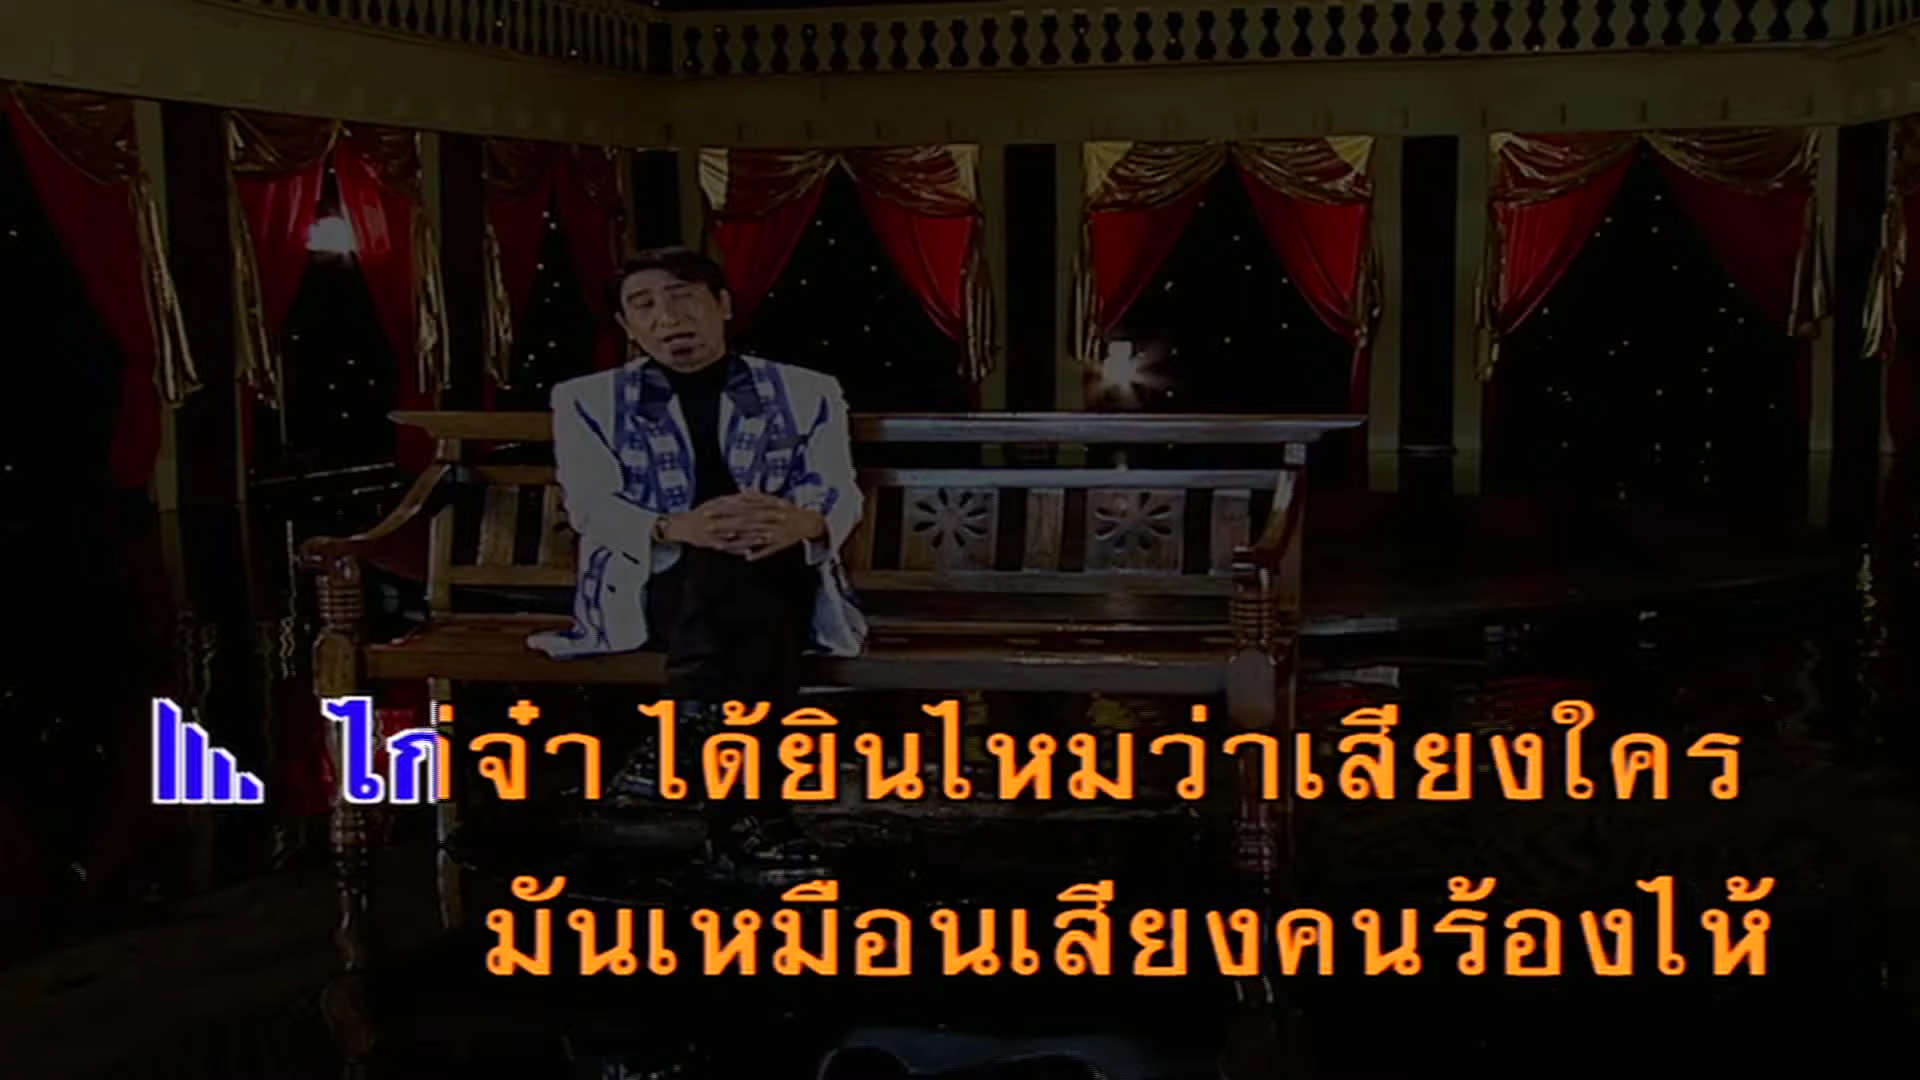 ไก่จ๋า ได้ยินไหมว่าเสียงใคร
มันเหมือนเสียงคนร้องไห้